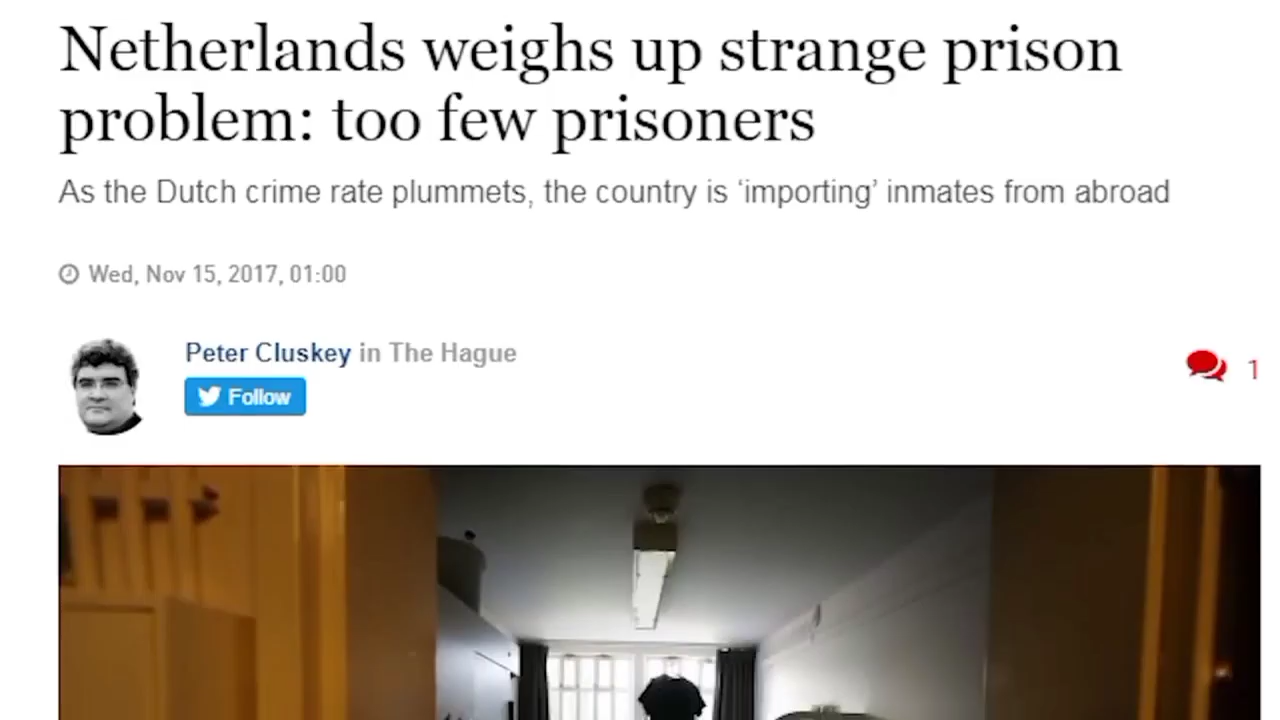 Netherlands weighs up strange prison
problem: too few prisoners
As the Dutch crime rate plummets, the country is ‘importing’ inmates from abroad
Wed, Nov 15, 2017, 01:00
Peter Cluskey in The Hague
Follow
1